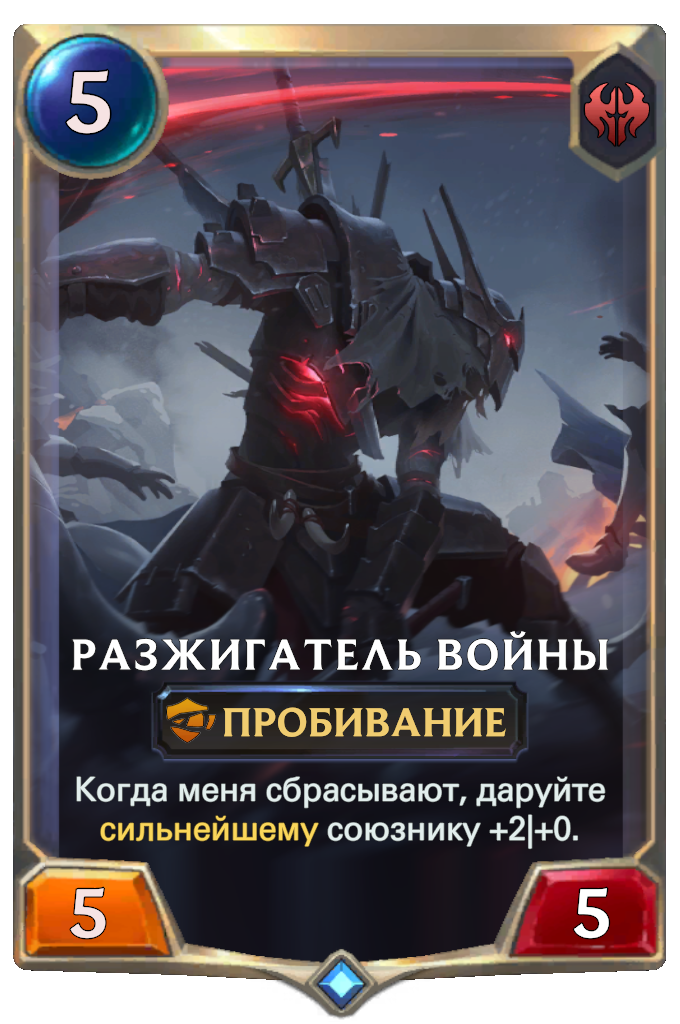 5
РАЗЖИГАТЕЛЬ ВОЙНЫ
ПРОБИВАНИЕ
Когда меня сбрасывают, даруйте
сильнейшему союзнику +2|+0.
5
5